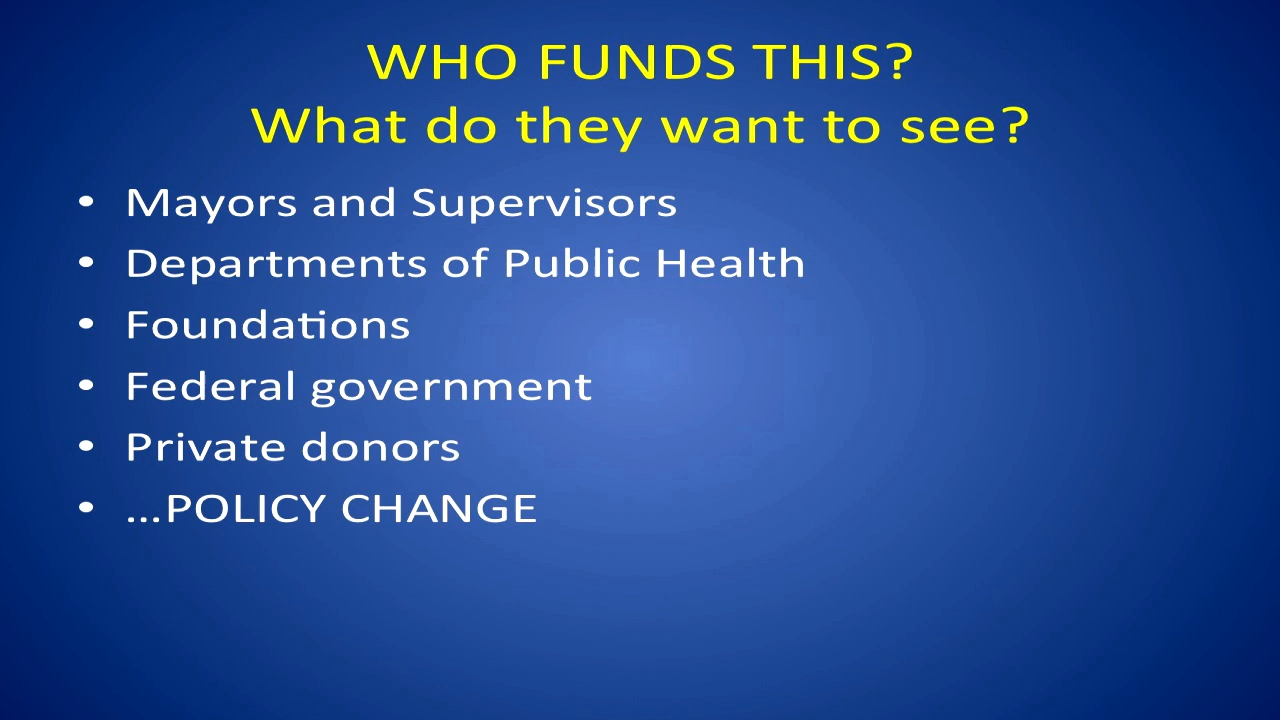 WHO FUNDS THIS?
What do they want to see?
• Mayors and Supervisors
• Departments of Public Health
• Foundations
• Federal government
• Private donors
• ...POLICY CHANGE